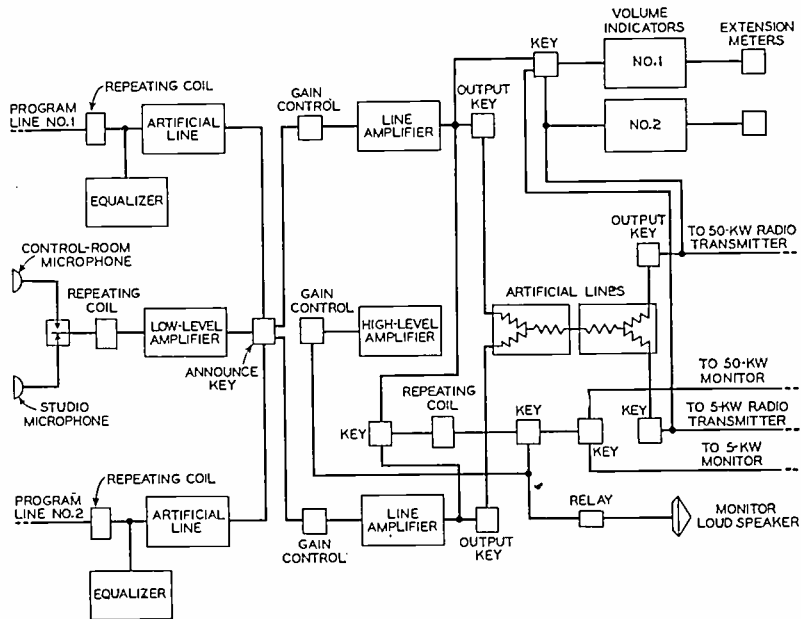 VOLUME
INDICATORS
EXTENSION
METERS
KEY
NO.1
NO.2
GAIN
CONTROL
LINE
AMPLIFIER
OUTPUT
KEY
REPEATING COIL
PROGRAM
LINE NO.1
ARTIFICIAL
LINE
EQUALIZER
CONTROL-ROOM
MICROPHONE
REPEATING
COIL
LOW-LEVEL
AMPLIFIER
ANNOUNCE
KEY
STUDIO
MICROPHONE
GAIN
CONTROL
HIGH-LEVEL
AMPLIFIER
ARTIFICIAL LINES
OUTPUT
KEY
TO 50-KW RADIO
TRANSMITTER
TO 50-KW
MONITOR
TO 5-KW RADIO
TRANSMITTER
TO 5-KW
MONITOR
KEY
REPEATING
COIL
KEY
KEY
KEY
RELAY
MONITOR
LOUD SPEAKER
REPEATING COIL
PROGRAM
LINE NO.2
ARTIFICIAL
LINE
EQUALIZER
GAIN
CONTROL
LINE
AMPLIFIER
OUTPUT
KEY